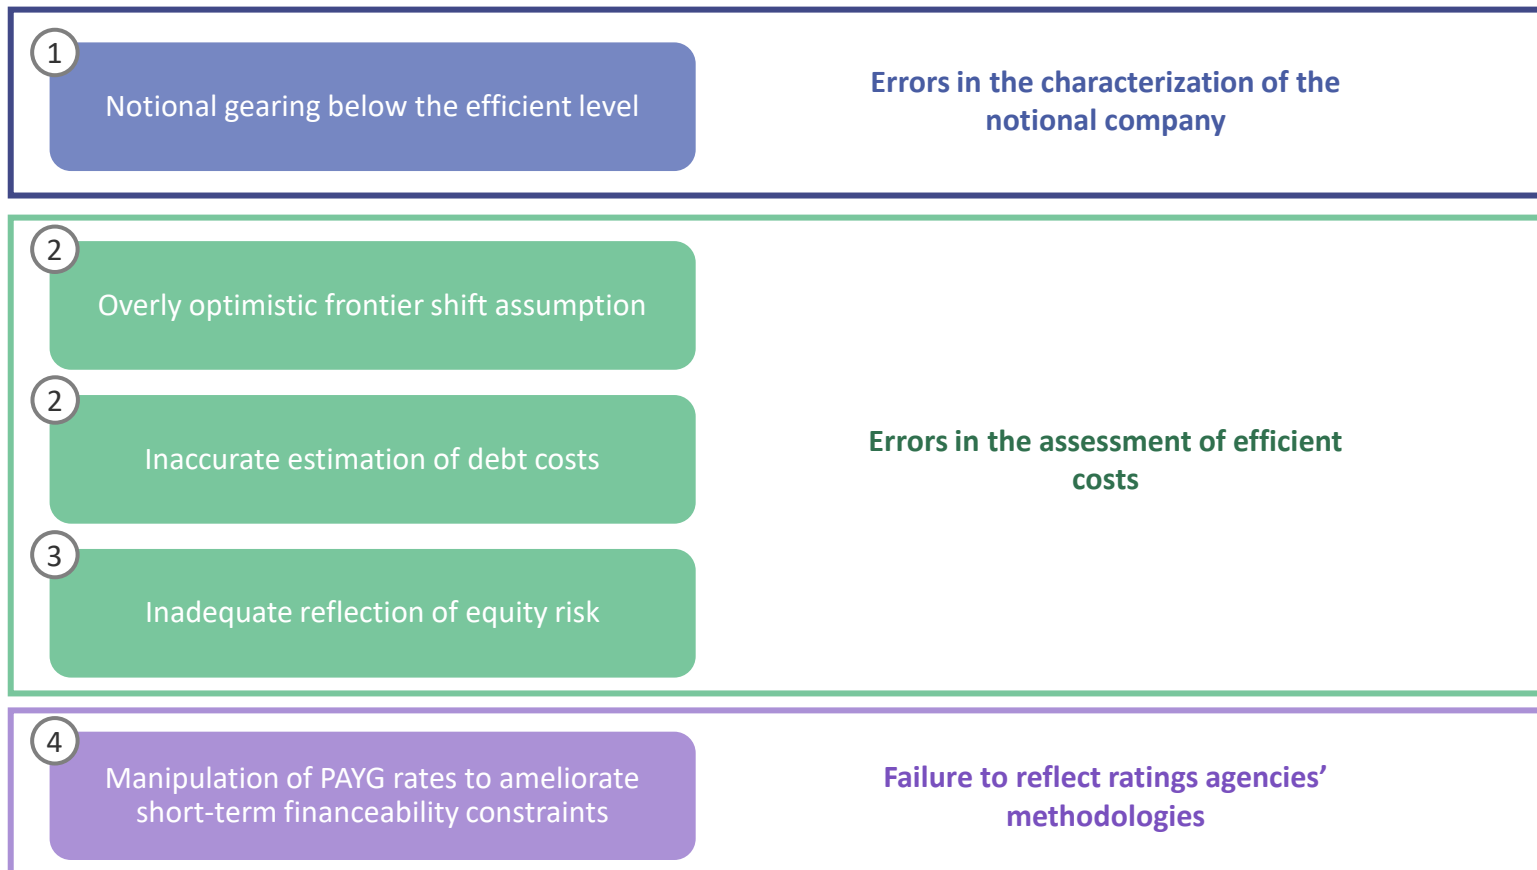 1
Notional gearing below the efficient level
Errors in the characterization of the
notional company
2
Overly optimistic frontier shift assumption
2
Inaccurate estimation of debt costs
Errors in the assessment of efficient
costs
3
Inadequate reflection of equity risk
4
Manipulation of PAYG rates to ameliorate
short-term financeability constraints
Failure to reflect ratings agencies’
methodologies